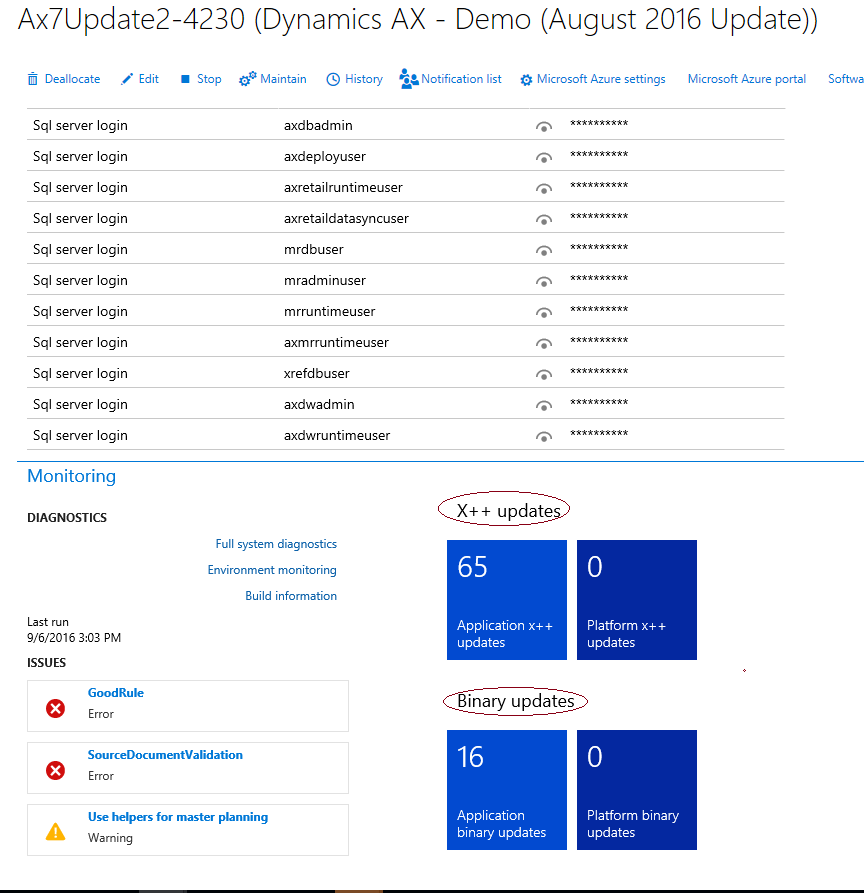 Ax7Update2-4230 (Dynamics AX - Demo (August 2016 Update))
Deallocate Edit Stop Maintain History Notification list Microsoft Azure settings Microsoft Azure portal Softwa
Sql server login axdbadmin **********
Sql server login axdeployuser **********
Sql server login axretailruntimeuser **********
Sql server login axretaildatasyncuser **********
Sql server login mrdbuser **********
Sql server login mradminuser **********
Sql server login mrruntimeuser **********
Sql server login axmrruntimeuser **********
Sql server login xrefdbuser **********
Sql server login axdwadmin **********
Sql server login axdwruntimeuser **********
Monitoring
DIAGNOSTICS
Full system diagnostics
Environment monitoring
Build information
Last run
9/6/2016 3:03 PM
ISSUES
GoodRule
Error
SourceDocumentValidation
Error
Use helpers for master planning
Warning
X++ updates
65
Application x++
updates
0
Platform x++
updates
Binary updates
16
Application
binary updates
0
Platform binary
updates